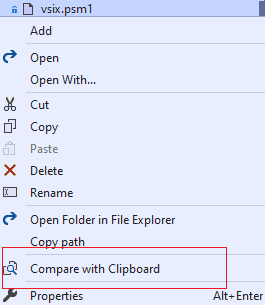 vsix.psm1
Add
Open
Open With...
Cut
Copy
Paste
Delete
Rename
Open Folder in File Explorer
Copy path
Compare with Clipboard
Properties Alt+Enter